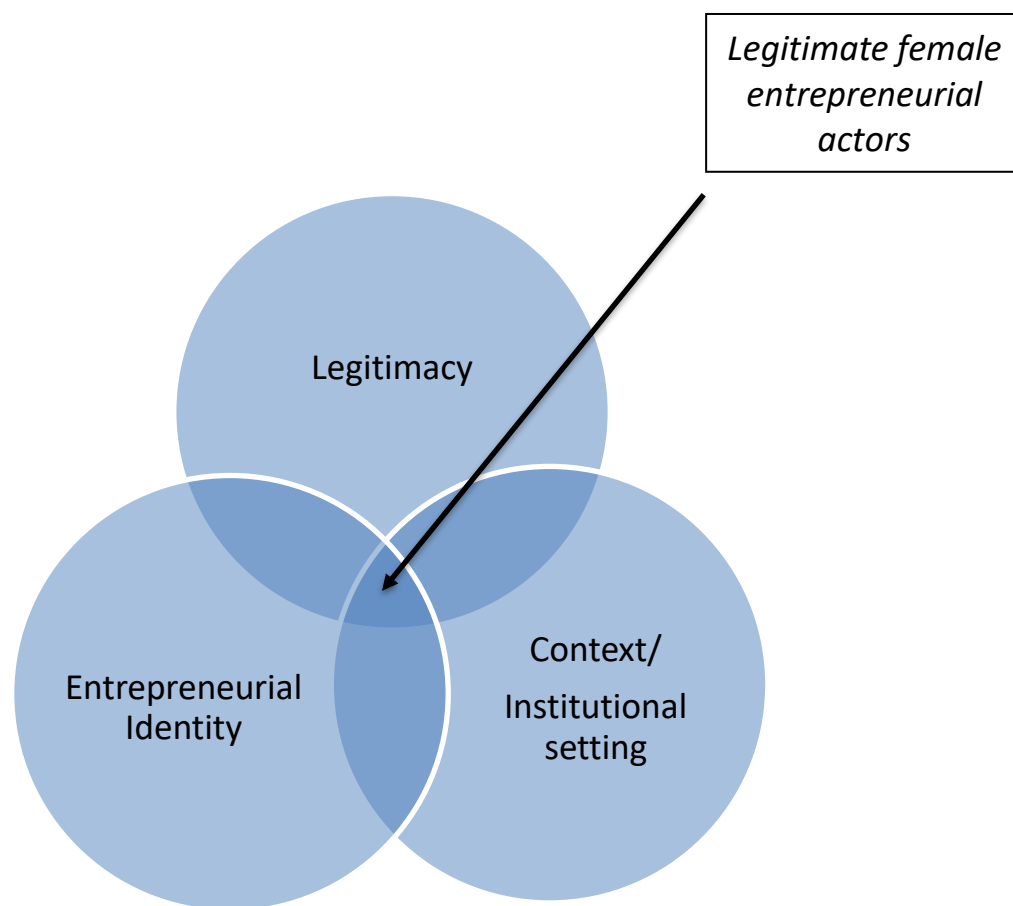 Legitimate female
entrepreneurial
actors
Legitimacy
Entrepreneurial
Identity
Context/
Institutional
setting